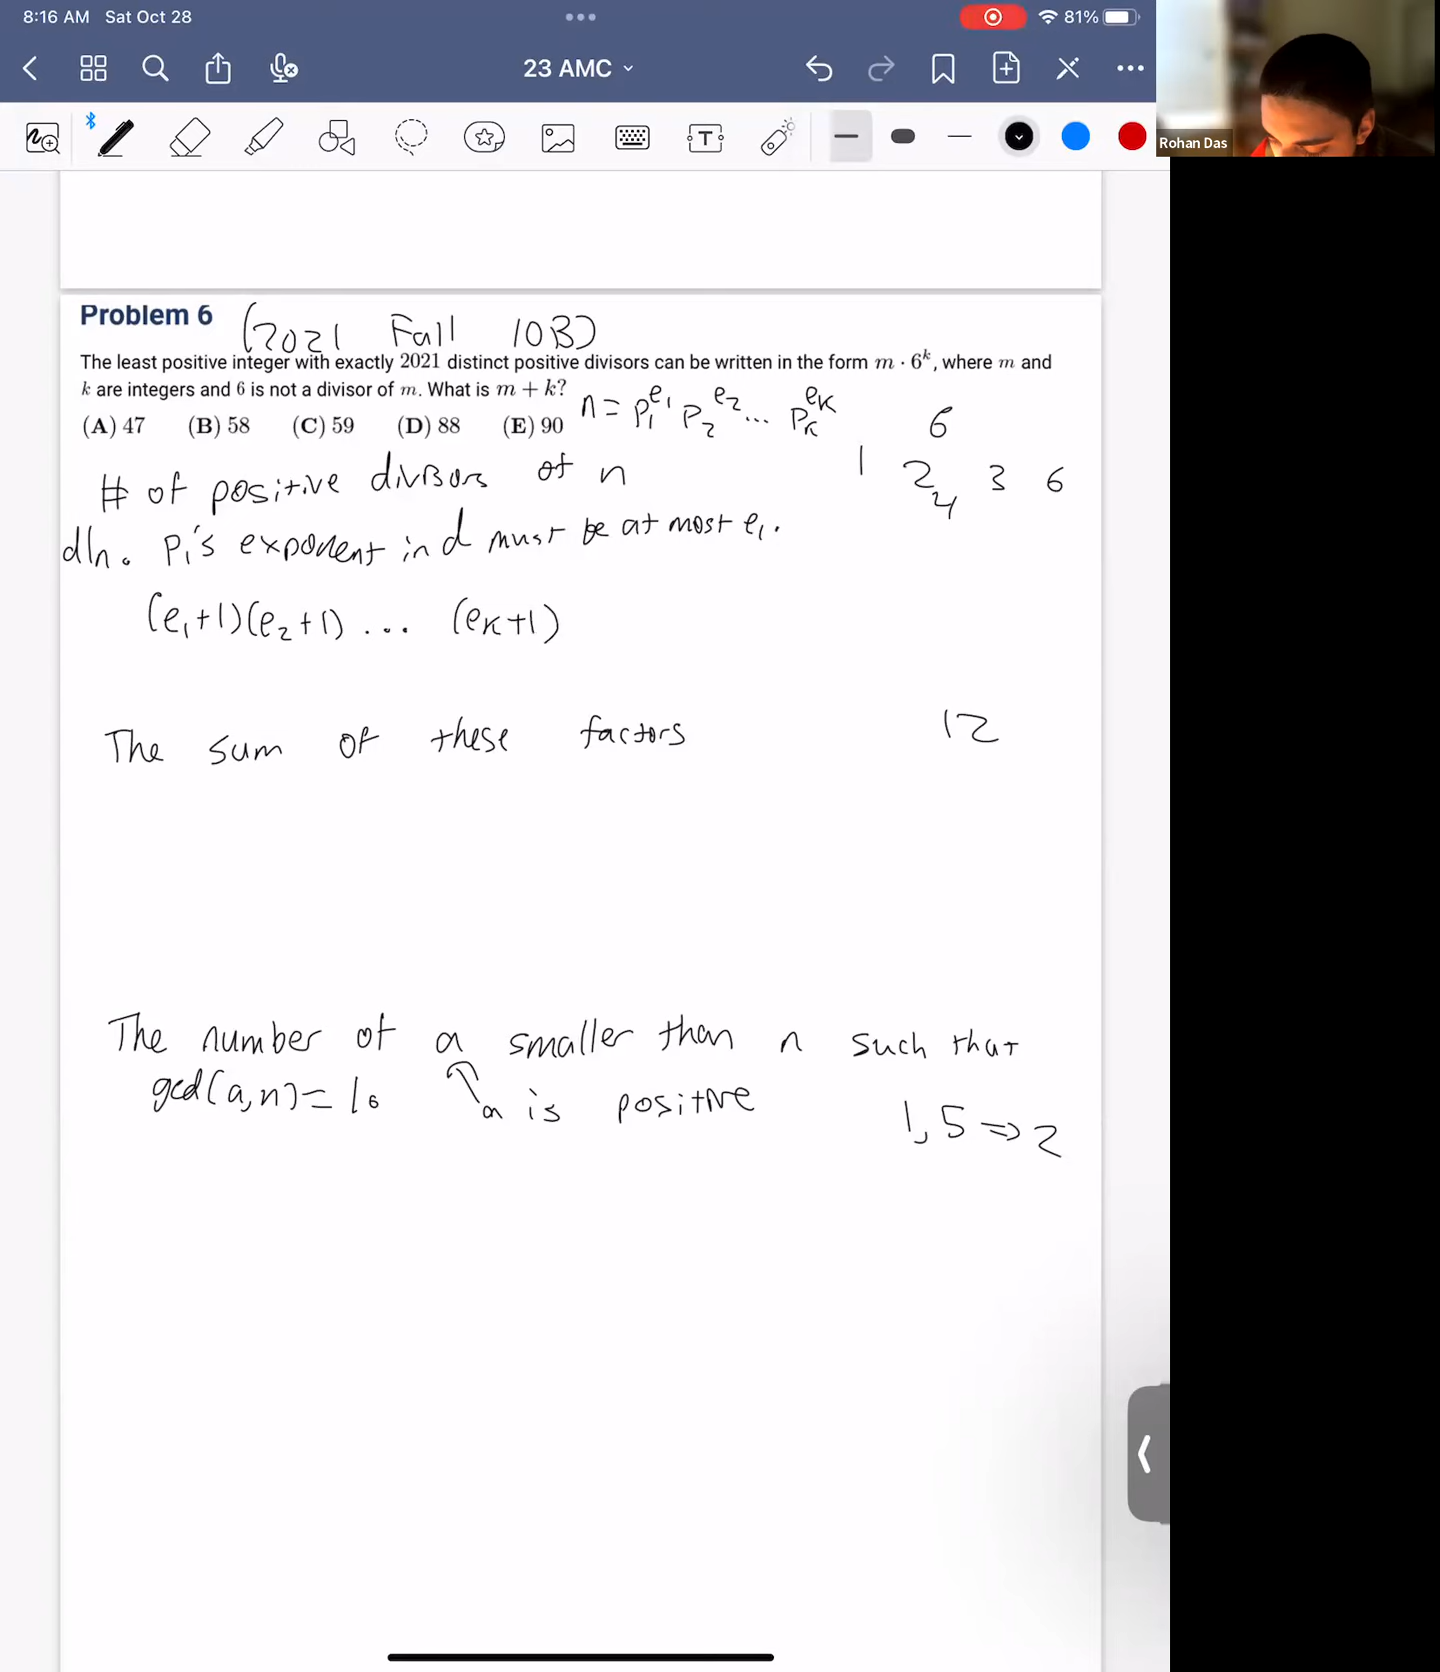 8:16 AM Sat Oct 28
81%
23 AMC
T
Rohan Das
Problem 6 (2021 Fall 10B)
The least positive integer with exactly 2021 distinct positive divisors can be written in the form m · 6^k, where m and
k are integers and 6 is not a divisor of m. What is m + k?
(A) 47 (B) 58 (C) 59 (D) 88 (E) 90
n = p₁^e₁ p₂^e₂ ... pₖ^eₖ
6
1 2 3 6
4
# of positive divisors of n
d|n. p₁'s exponent in d must be at most e₁.
(e₁+1)(e₂+1) ... (eₖ+1)
The sum of these factors 12
The number of a smaller than n such that
gcd(a,n)=1. a is positive
1, 5 => 2